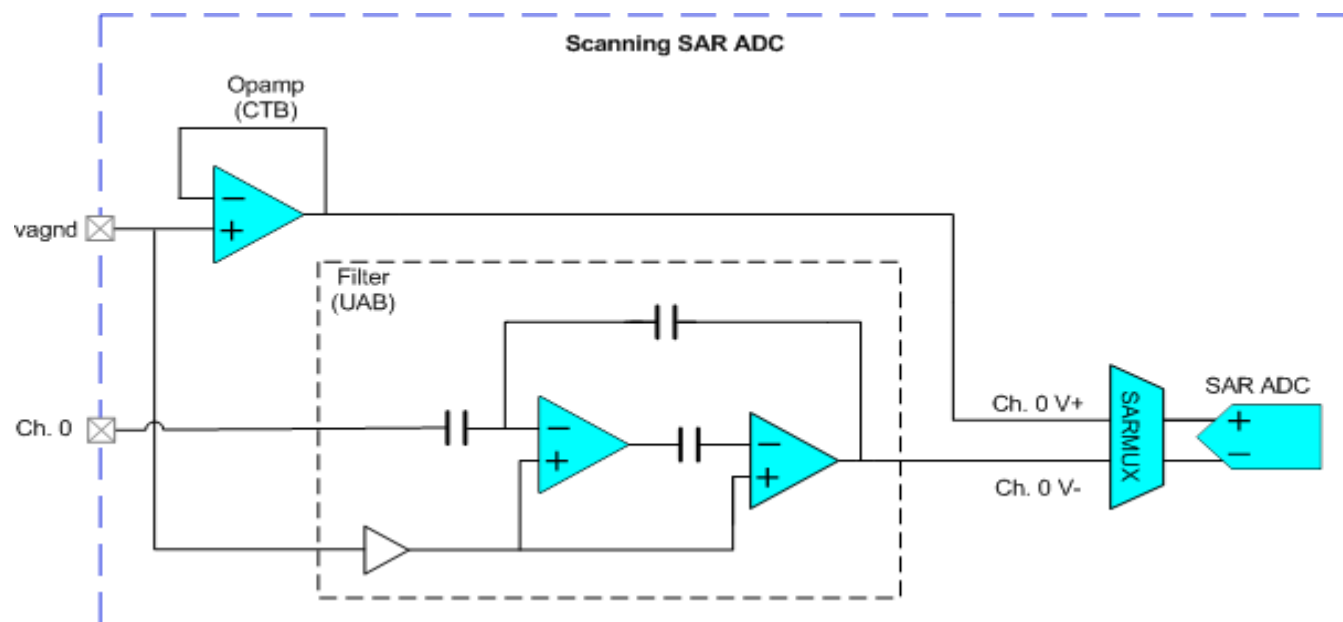 Scanning SAR ADC
Opamp
(CTB)
−
+
vagnd
Filter
(UAB)
Ch. 0
−
+
−
+
Ch. 0 V+
Ch. 0 V-
SARMUX
SAR ADC
+
−